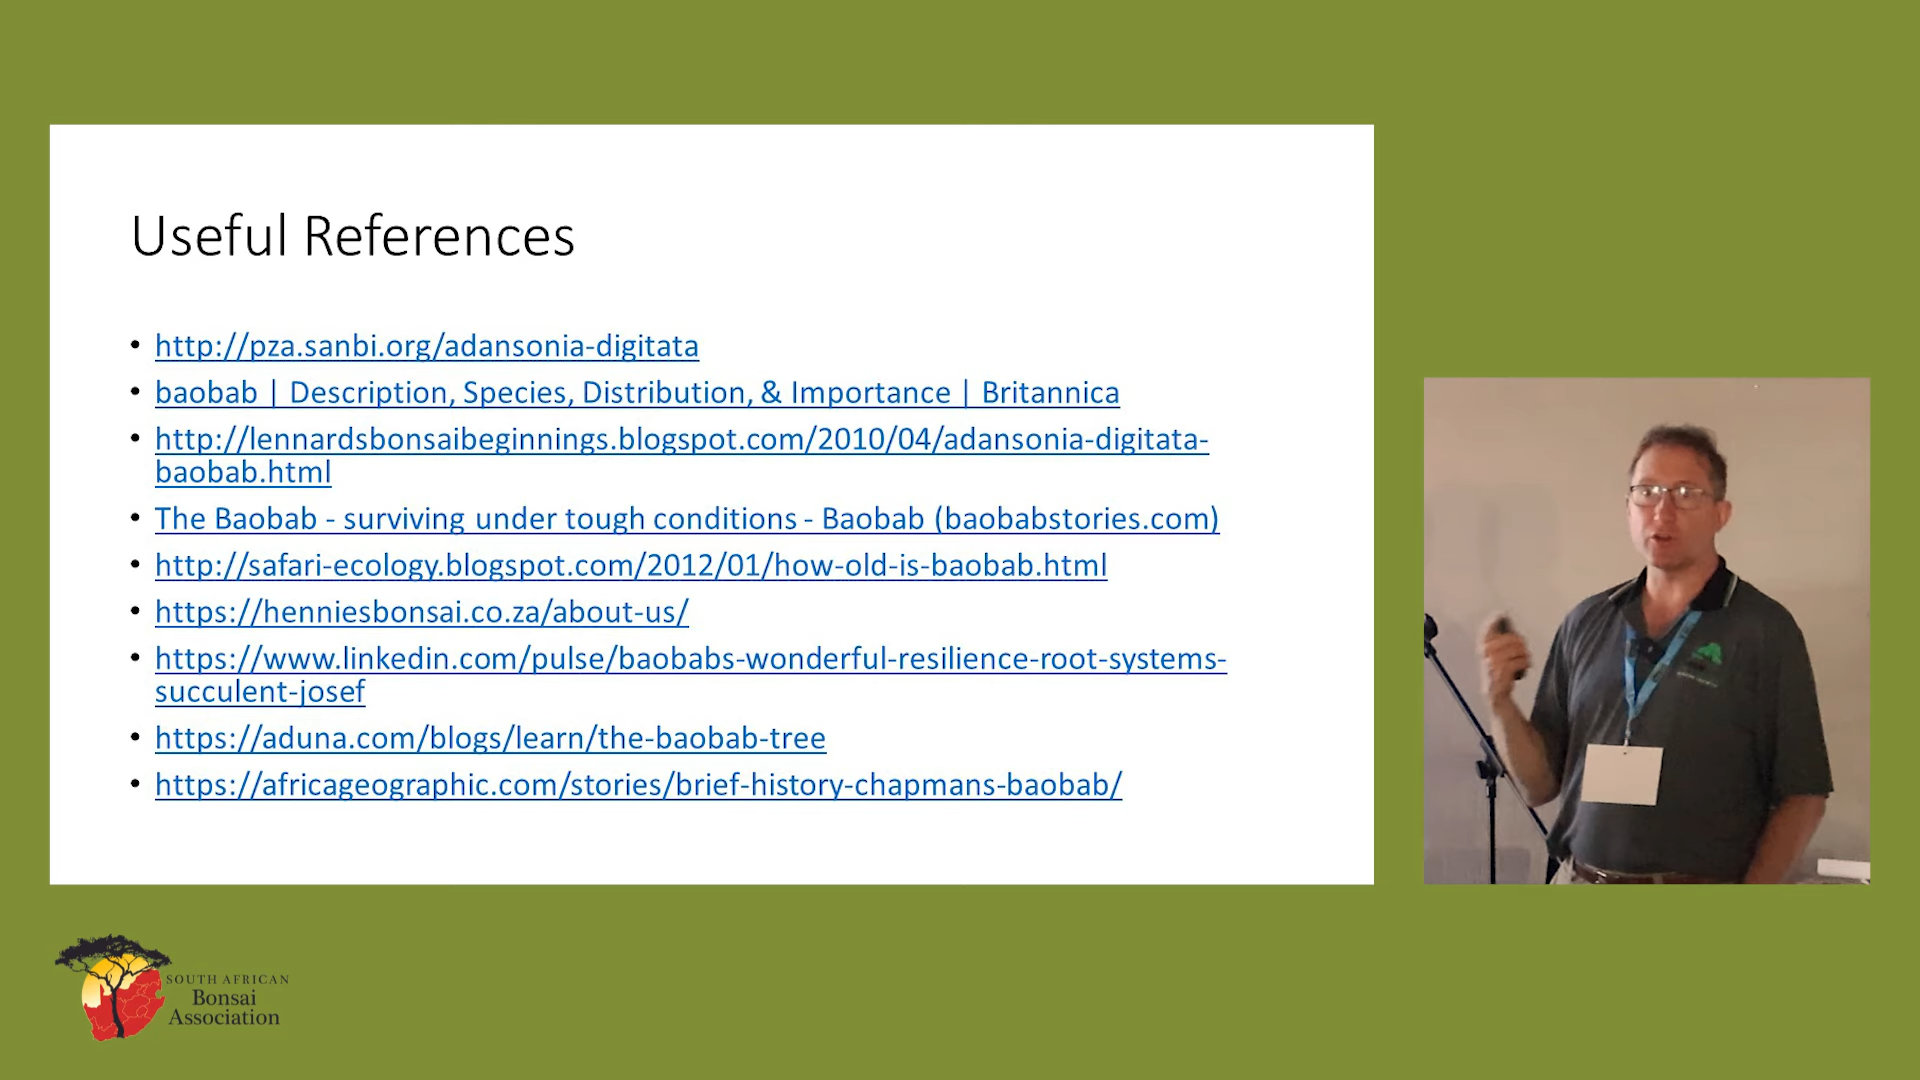 Useful References
• http://pza.sanbi.org/adansonia-digitata
• baobab | Description, Species, Distribution, & Importance | Britannica
• http://lennardsbonsaibeginnings.blogspot.com/2010/04/adansonia-digitata-
baobab.html
• The Baobab - surviving under tough conditions - Baobab (baobabstories.com)
• http://safari-ecology.blogspot.com/2012/01/how-old-is-baobab.html
• https://henniesbonsai.co.za/about-us/
• https://www.linkedin.com/pulse/baobabs-wonderful-resilience-root-systems-
succulent-josef
• https://aduna.com/blogs/learn/the-baobab-tree
• https://africageographic.com/stories/brief-history-chapmans-baobab/
SOUTH AFRICAN
Bonsai
Association